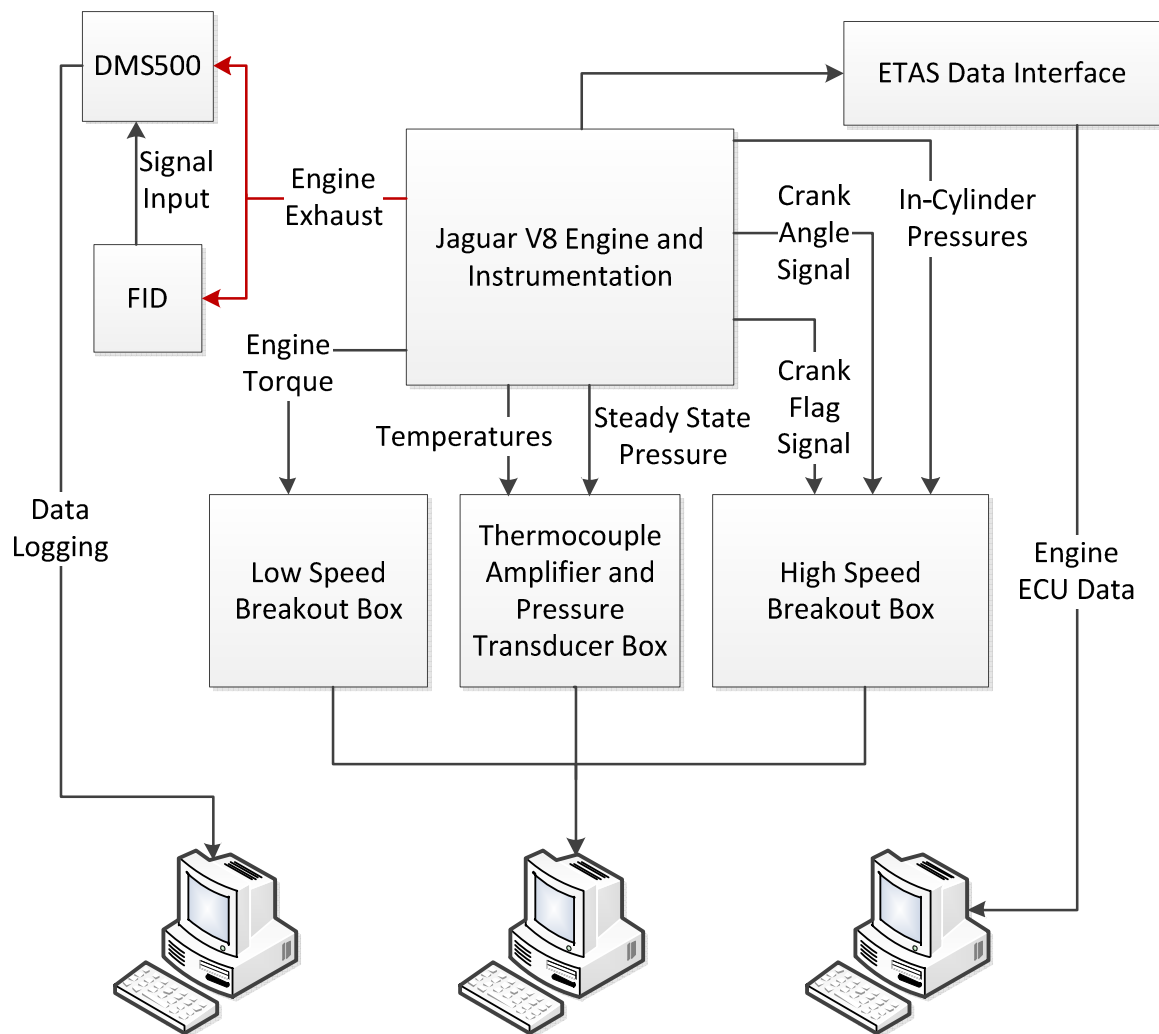 DMS500
ETAS Data Interface
Signal
Input
Engine
Exhaust
Jaguar V8 Engine and
Instrumentation
Crank
Angle
Signal
In-Cylinder
Pressures
FID
Engine
Torque
Temperatures
Steady State
Pressure
Crank
Flag
Signal
Data
Logging
Low Speed
Breakout Box
Thermocouple
Amplifier and
Pressure
Transducer Box
High Speed
Breakout Box
Engine
ECU Data